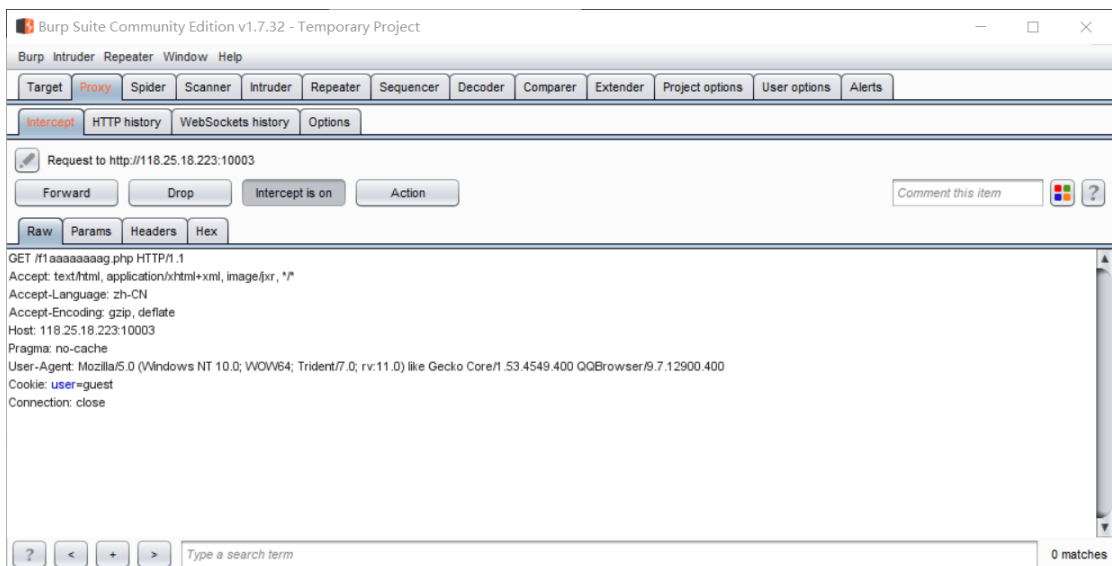 Burp Suite Community Edition v1.7.32 - Temporary Project
Burp Intruder Repeater Window Help
Target Proxy Spider Scanner Intruder Repeater Sequencer Decoder Comparer Extender Project options User options Alerts
Intercept HTTP history WebSockets history Options
Request to http://118.25.18.223:10003
Forward Drop Intercept is on Action Comment this item ?
Raw Params Headers Hex
GET /f1aaaaaaaag.php HTTP/1.1
Accept: text/html, application/xhtml+xml, image/jxr, */*
Accept-Language: zh-CN
Accept-Encoding: gzip, deflate
Host: 118.25.18.223:10003
Pragma: no-cache
User-Agent: Mozilla/5.0 (Windows NT 10.0; WOW64; Trident/7.0; rv:11.0) like Gecko Core/1.53.4549.400 QQBrowser/9.7.12900.400
Cookie: user=guest
Connection: close
? < + > Type a search term 0 matches